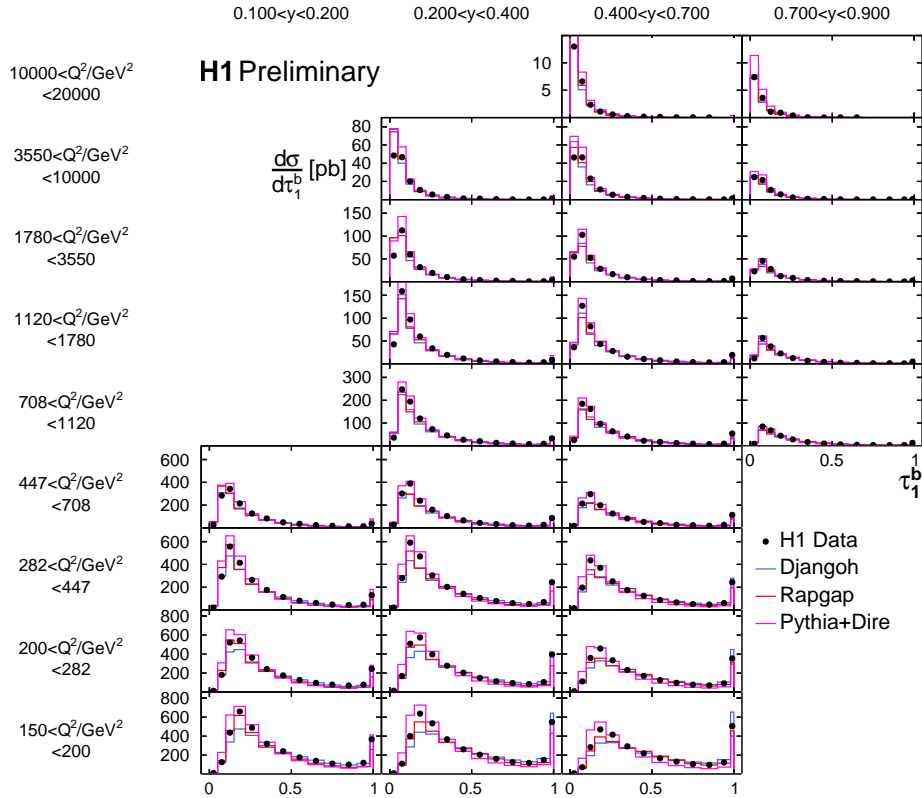 0.100<y<0.200 0.200<y<0.400 0.400<y<0.700 0.700<y<0.900
H1 Preliminary
10000<Q²/GeV²
<20000
10
5
3550<Q²/GeV²
<10000
dσ/dτ₁ᵇ [pb]
80
60
40
20
1780<Q²/GeV²
<3550
150
100
50
1120<Q²/GeV²
<1780
150
100
50
708<Q²/GeV²
<1120
300
200
100
0 0.5 1
τ₁ᵇ
447<Q²/GeV²
<708
600
400
200
H1 Data
Djangoh
Rapgap
Pythia+Dire
282<Q²/GeV²
<447
600
400
200
200<Q²/GeV²
<282
800
600
400
200
150<Q²/GeV²
<200
800
600
400
200
0 0.5 1 0 0.5 1 0 0.5 1